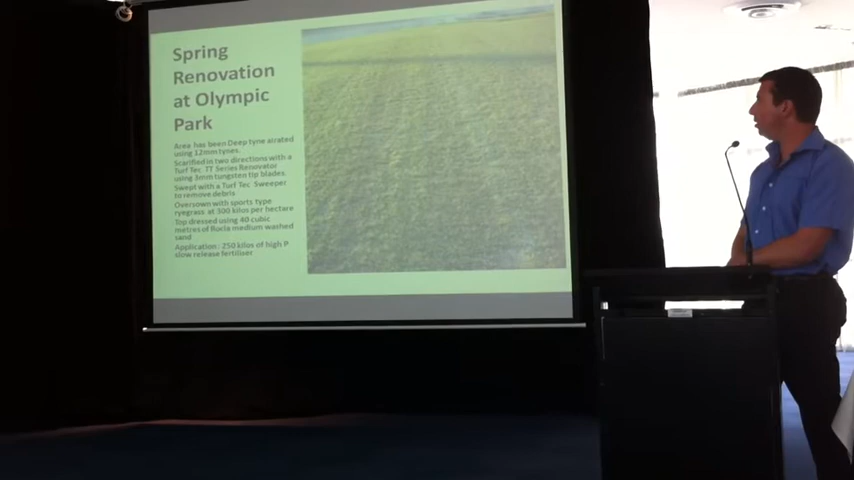 Spring
Renovation
at Olympic
Park
Area has been Deep tyne airated
using 12mm tynes.
Scarified in two directions with a
Turf Tec TT Series Renovator
using 3mm tungsten tip blades.
Swept with a Turf Tec Sweeper
to remove debris
Oversown with sports type
ryegrass at 500 kilos per hectare
Top dressed using 40 cubic
metres of Rocla medium washed
sand
Application : 250 kilos of high P
slow release fertiliser